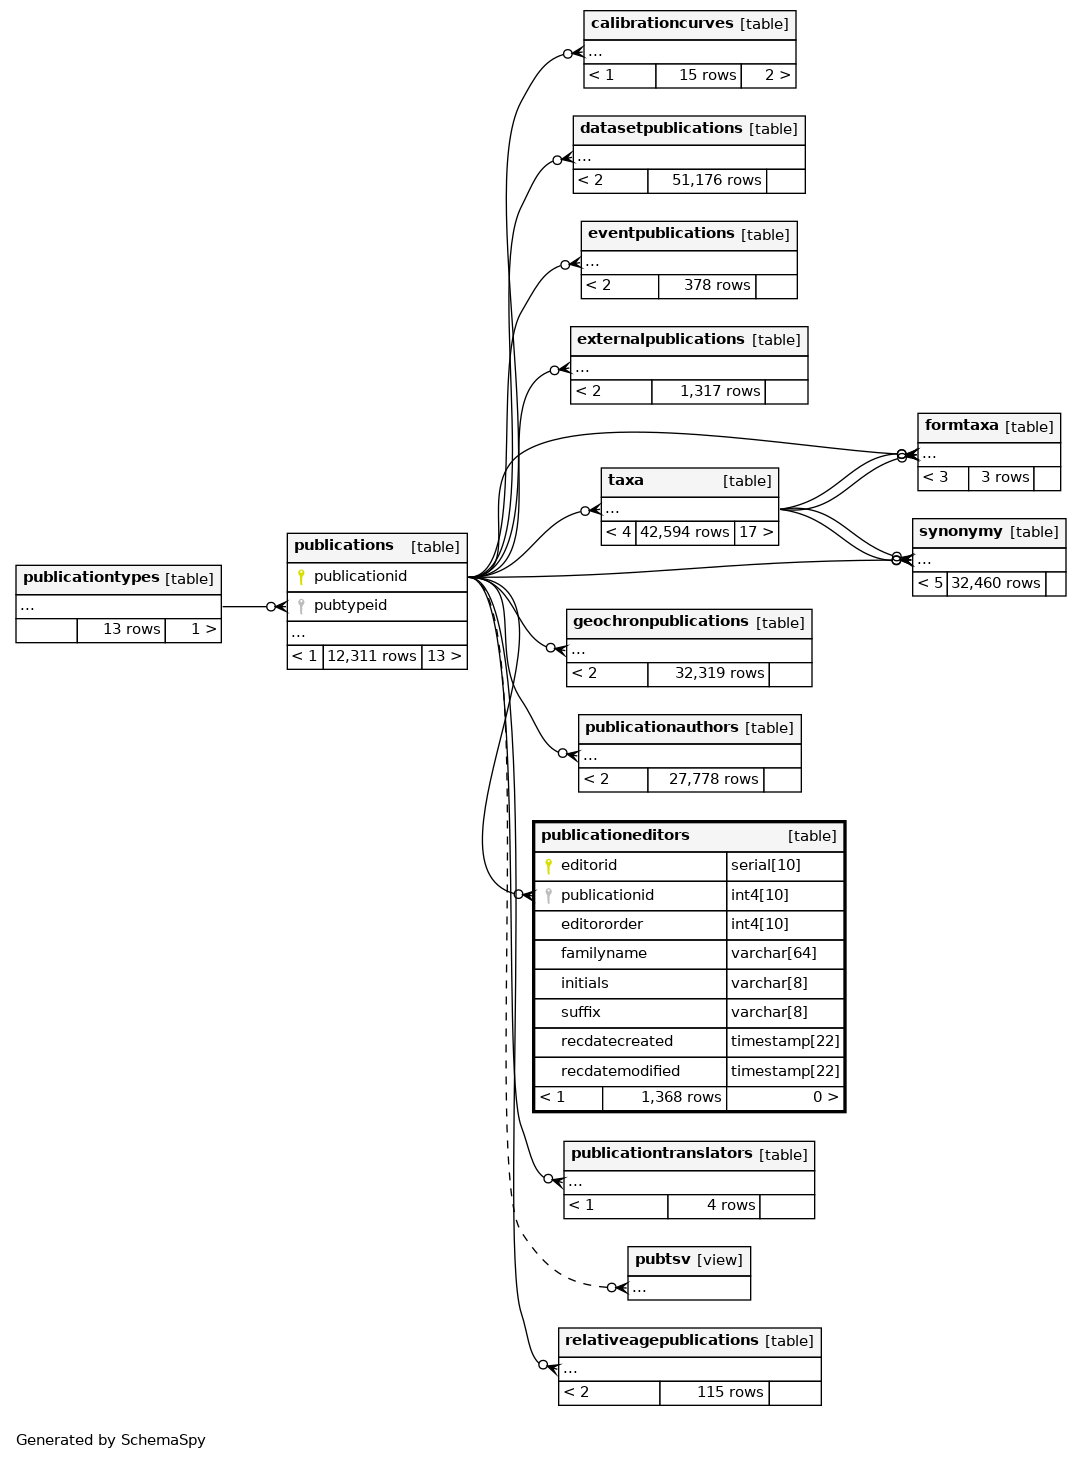 calibrationcurves [table]
...
< 1 15 rows 2 >
datasetpublications [table]
...
< 2 51,176 rows
eventpublications [table]
...
< 2 378 rows
externalpublications [table]
...
< 2 1,317 rows
formtaxa [table]
...
< 3 3 rows
taxa [table]
...
< 4 42,594 rows 17 >
synonymy [table]
...
< 5 32,460 rows
publications [table]
publicationid
pubtypeid
...
< 1 12,311 rows 13 >
publicationtypes [table]
...
13 rows 1 >
geochronpublications [table]
...
< 2 32,319 rows
publicationauthors [table]
...
< 2 27,778 rows
publicationeditors [table]
editorid serial[10]
publicationid int4[10]
editororder int4[10]
familyname varchar[64]
initials varchar[8]
suffix varchar[8]
recdatecreated timestamp[22]
recdatemodified timestamp[22]
< 1 1,368 rows 0 >
publicationtranslators [table]
...
< 1 4 rows
pubtsv [view]
...
relativeagepublications [table]
...
< 2 115 rows
Generated by SchemaSpy